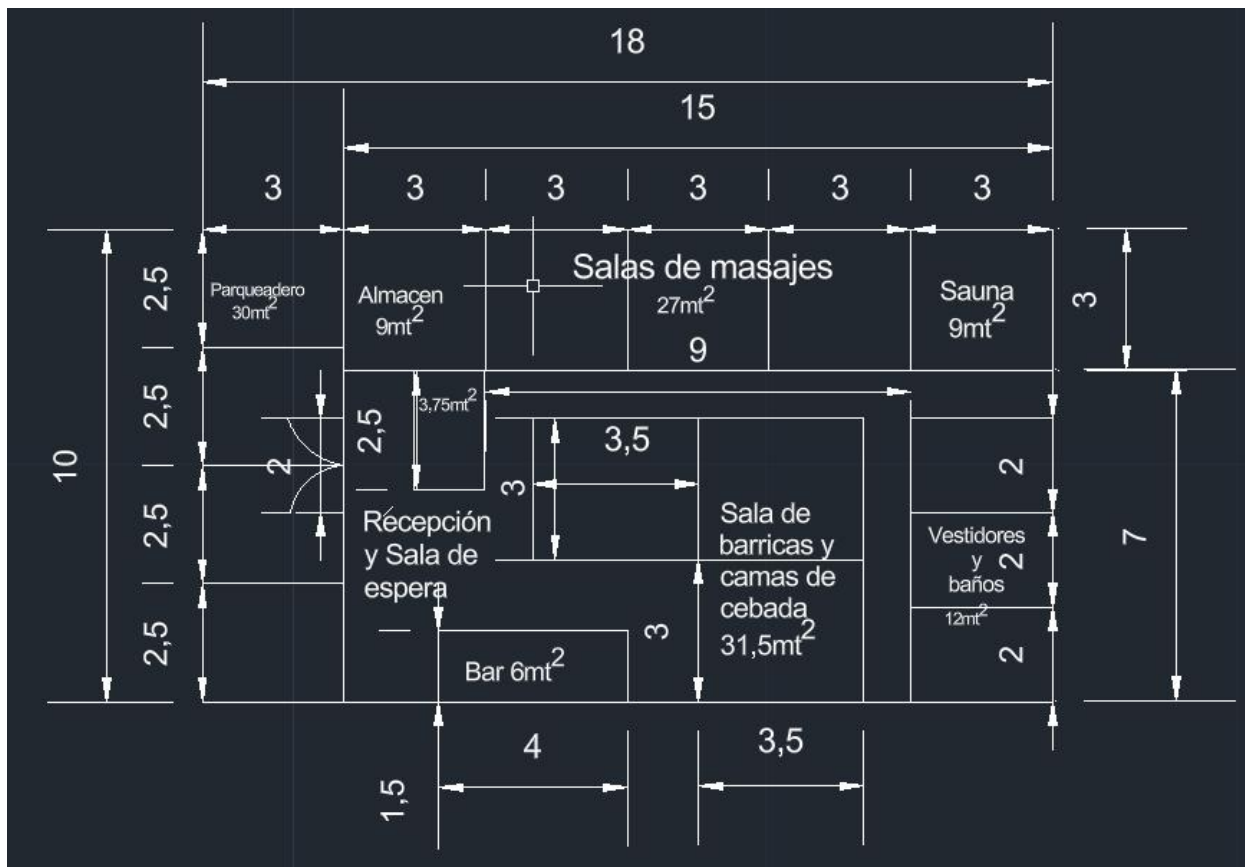 18
15
3
3
3
3
3
3
2,5
Parqueadero
30mt²
Almacen
9mt²
Salas de masajes
27mt²
Sauna
9mt²
3
9
2,5
2,5
3,75mt²
3,5
10
2
3
2
2,5
Recepción
y Sala de
espera
Sala de
barricas y
camas de
cebada
31,5mt²
Vestidores
y
baños
12mt²
2
7
2,5
3
2
Bar 6mt²
4
3,5
1,5